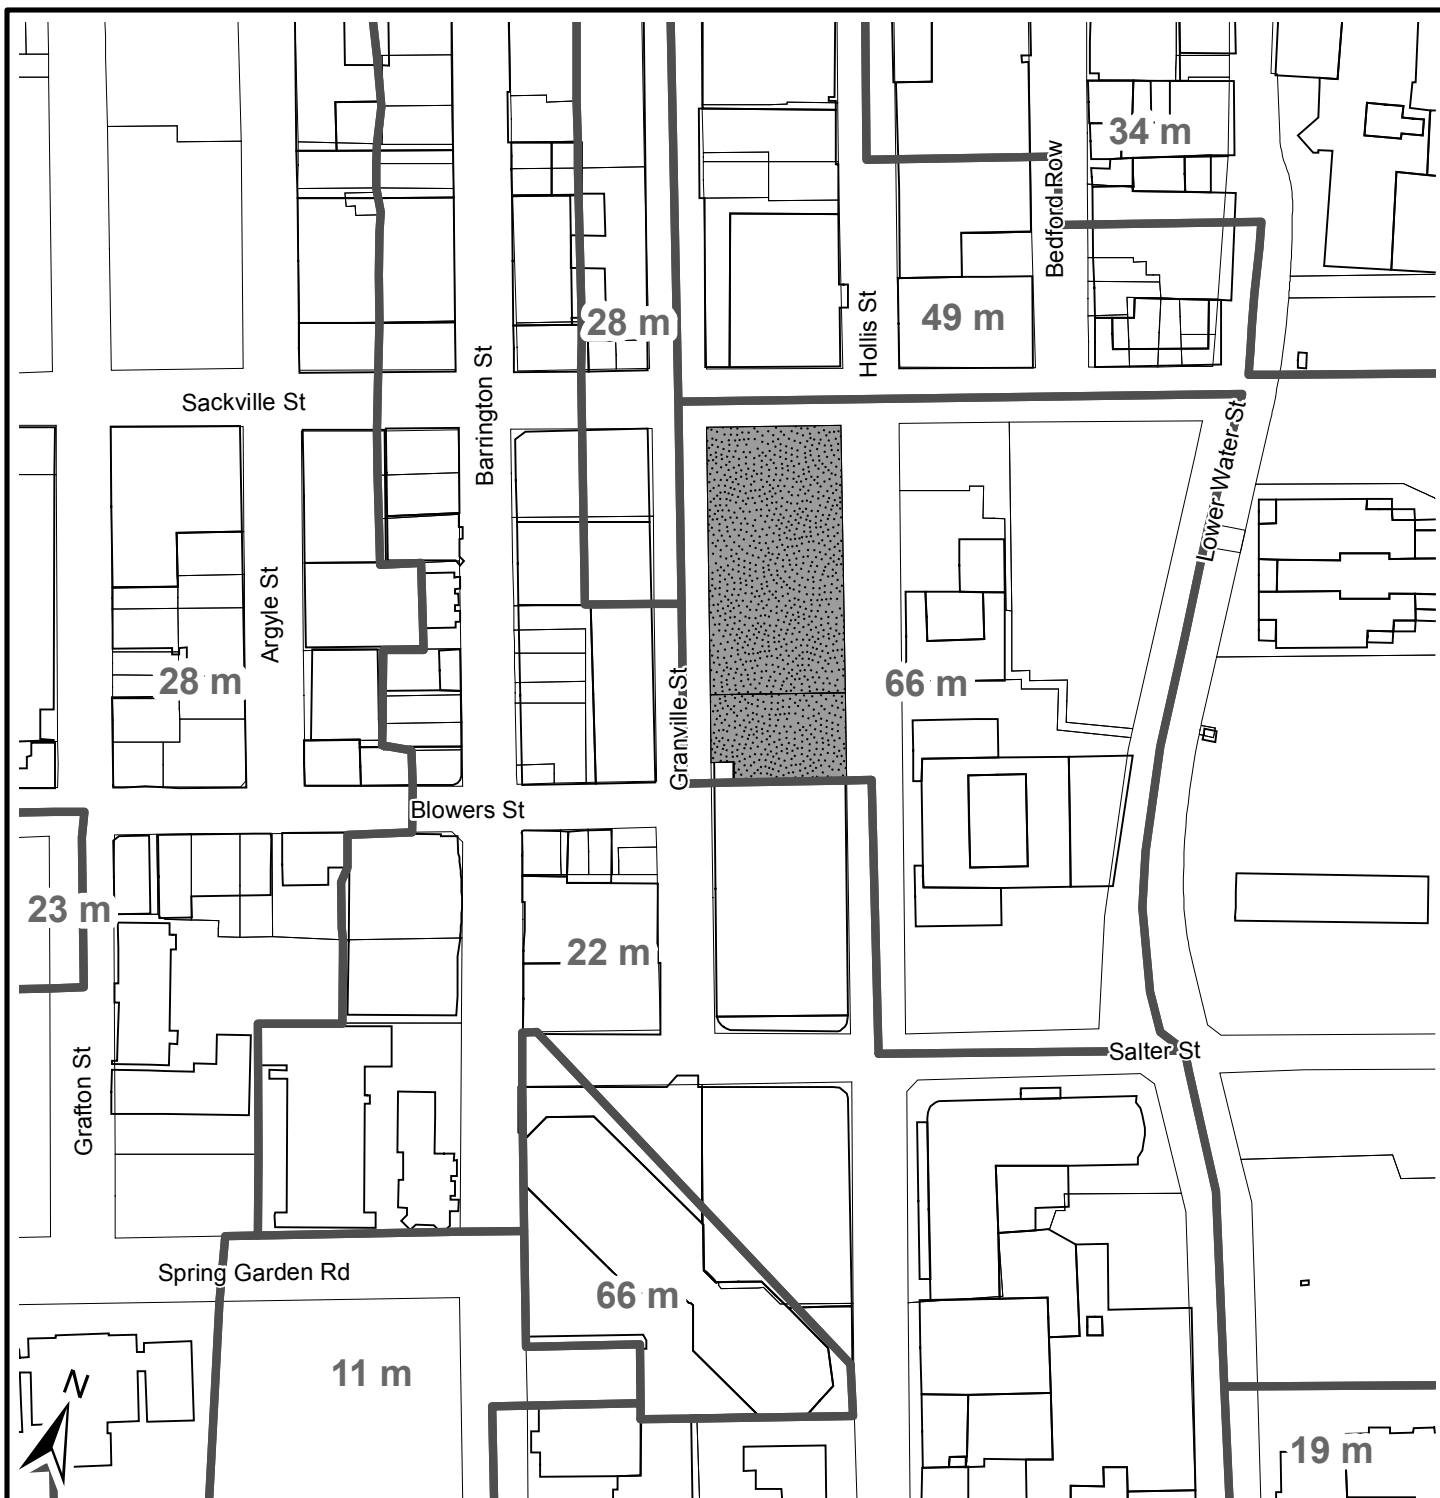 34 m
Bedford Row
28 m
49 m
Hollis St
Barrington St
Sackville St
Lower Water St
Argyle St
28 m
Granville St
66 m
Blowers St
23 m
22 m
Grafton St
Salter St
Spring Garden Rd
66 m
11 m
N
19 m